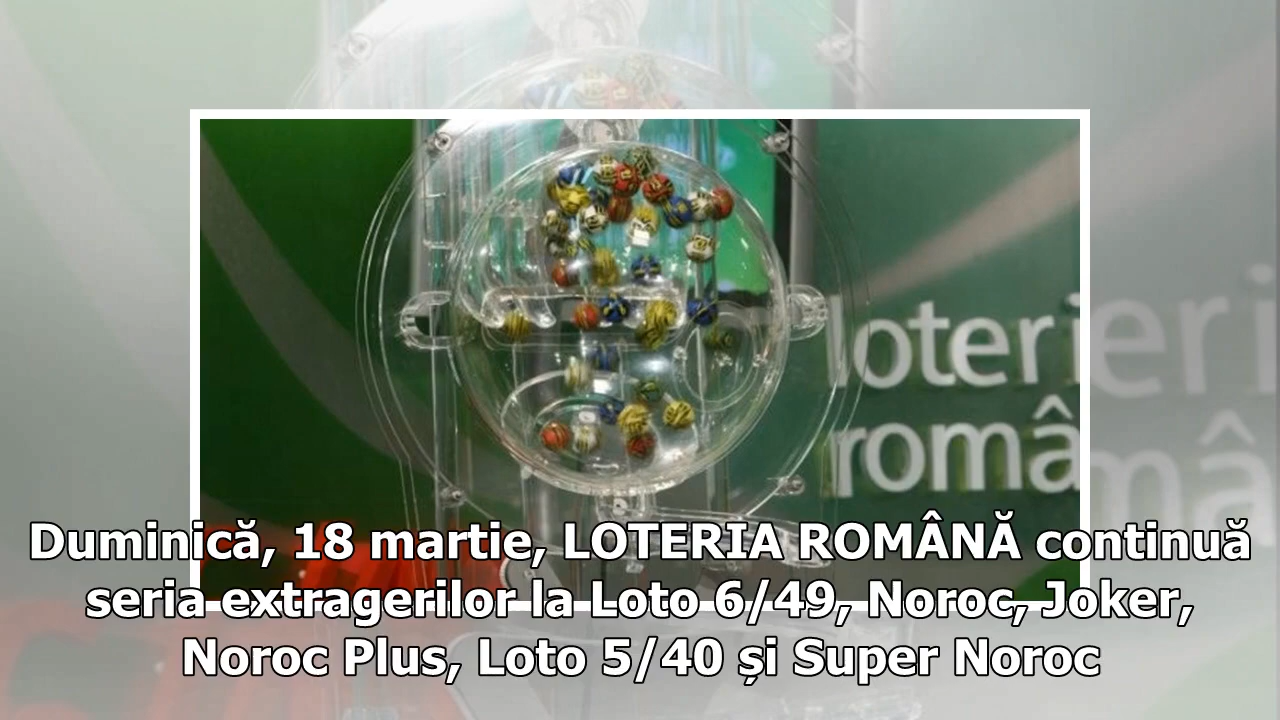 loteri
română
Duminică, 18 martie, LOTERIA ROMÂNĂ continuă
seria extragerilor la Loto 6/49, Noroc, Joker,
Noroc Plus, Loto 5/40 și Super Noroc